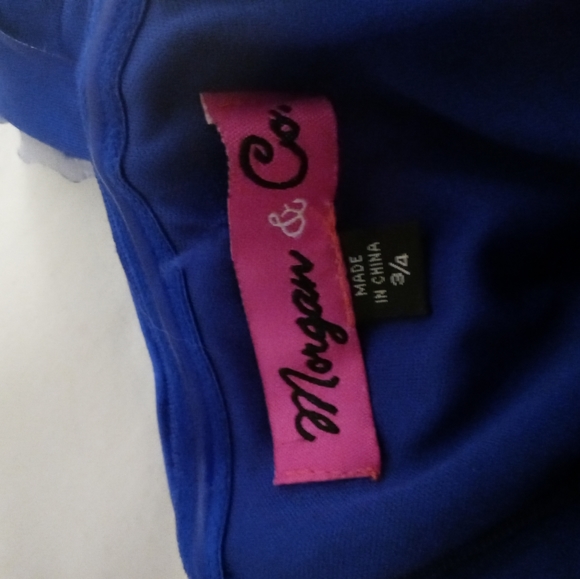 Morgan & Co.
MADE
IN CHINA
3/4